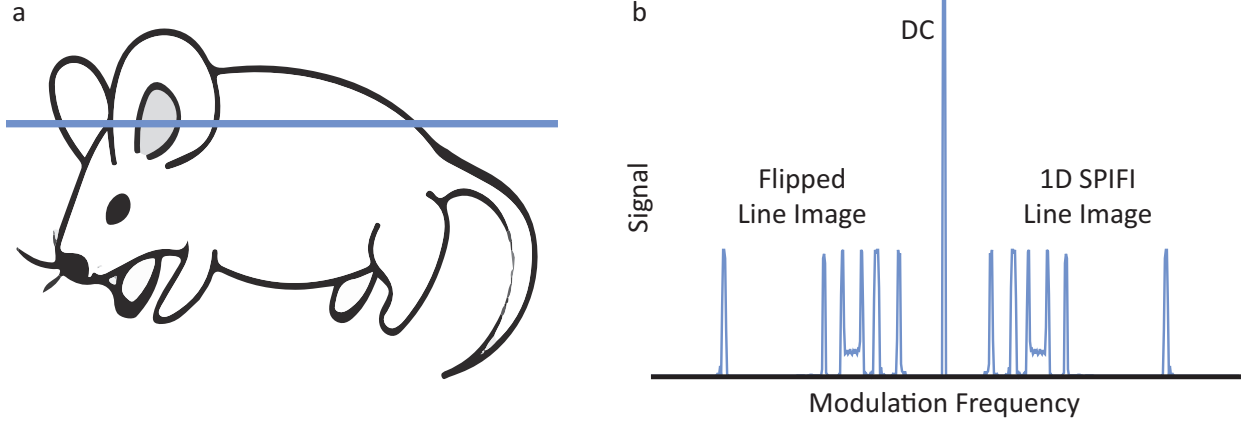 a
b
DC
Flipped
Line Image
1D SPIFI
Line Image
Signal
Modulation Frequency